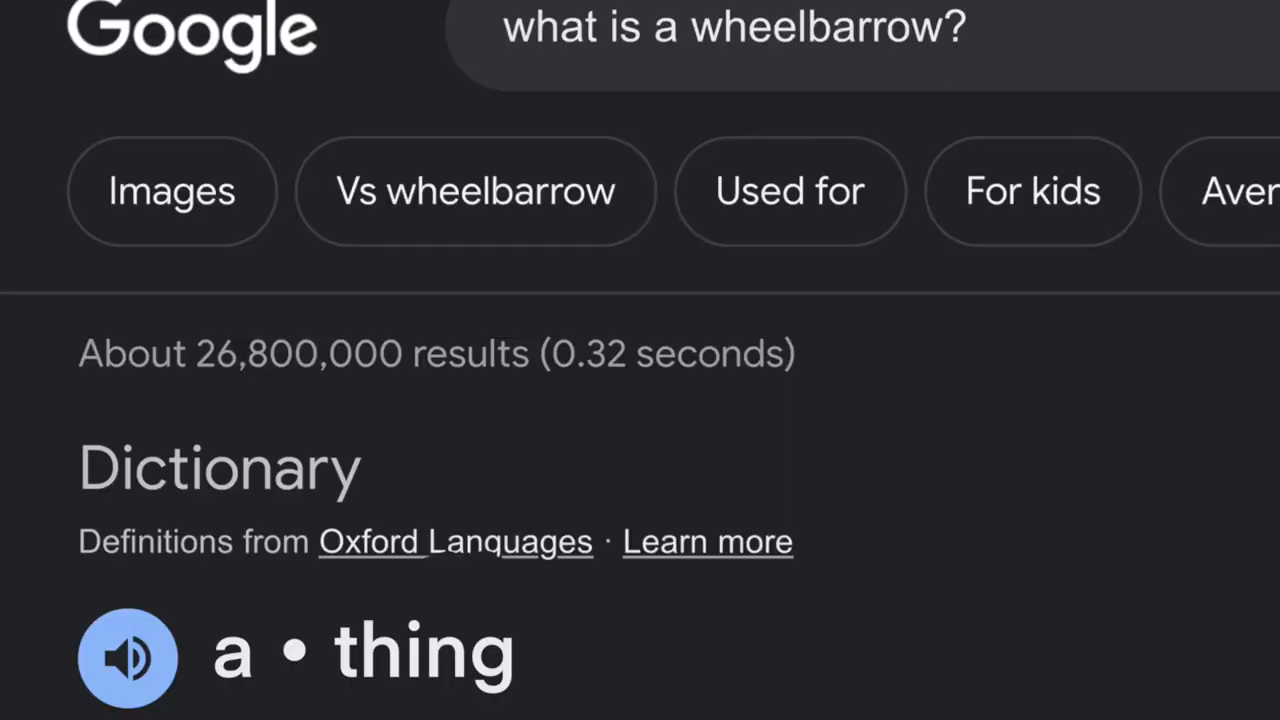 Google what is a wheelbarrow?
Images Vs wheelbarrow Used for For kids Aver
About 26,800,000 results (0.32 seconds)
Dictionary
Definitions from Oxford Languages · Learn more
a • thing